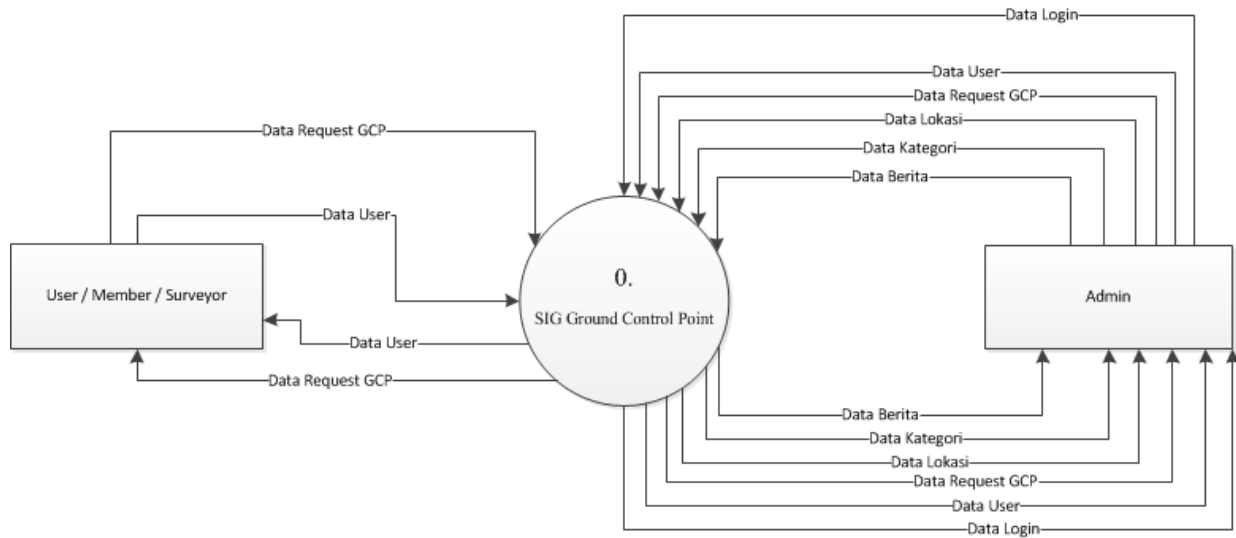 Data Login
Data User
Data Request GCP
Data Lokasi
Data Kategori
Data Berita
Data Request GCP
Data User
0.
SIG Ground Control Point
User / Member / Surveyor
Admin
Data User
Data Request GCP
Data Berita
Data Kategori
Data Lokasi
Data Request GCP
Data User
Data Login